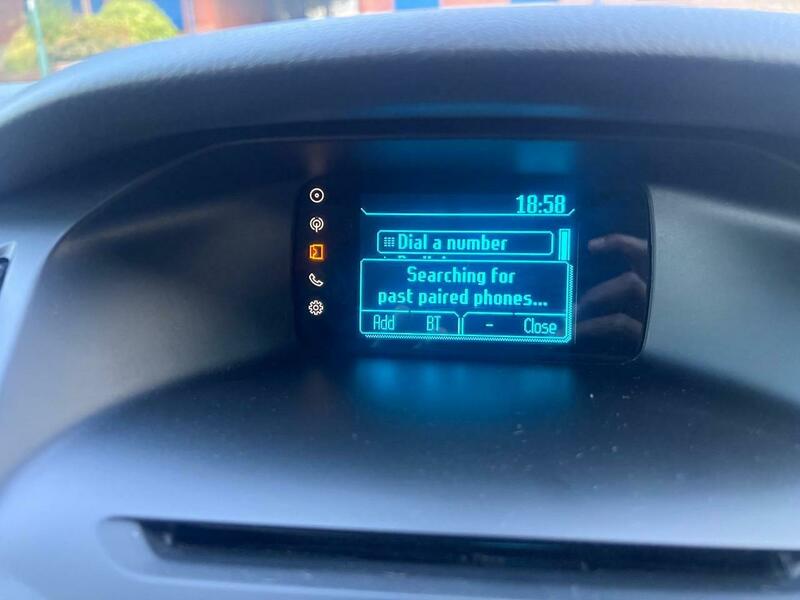 18:58
Dial a number
Searching for
past paired phones...
Add BT - Close